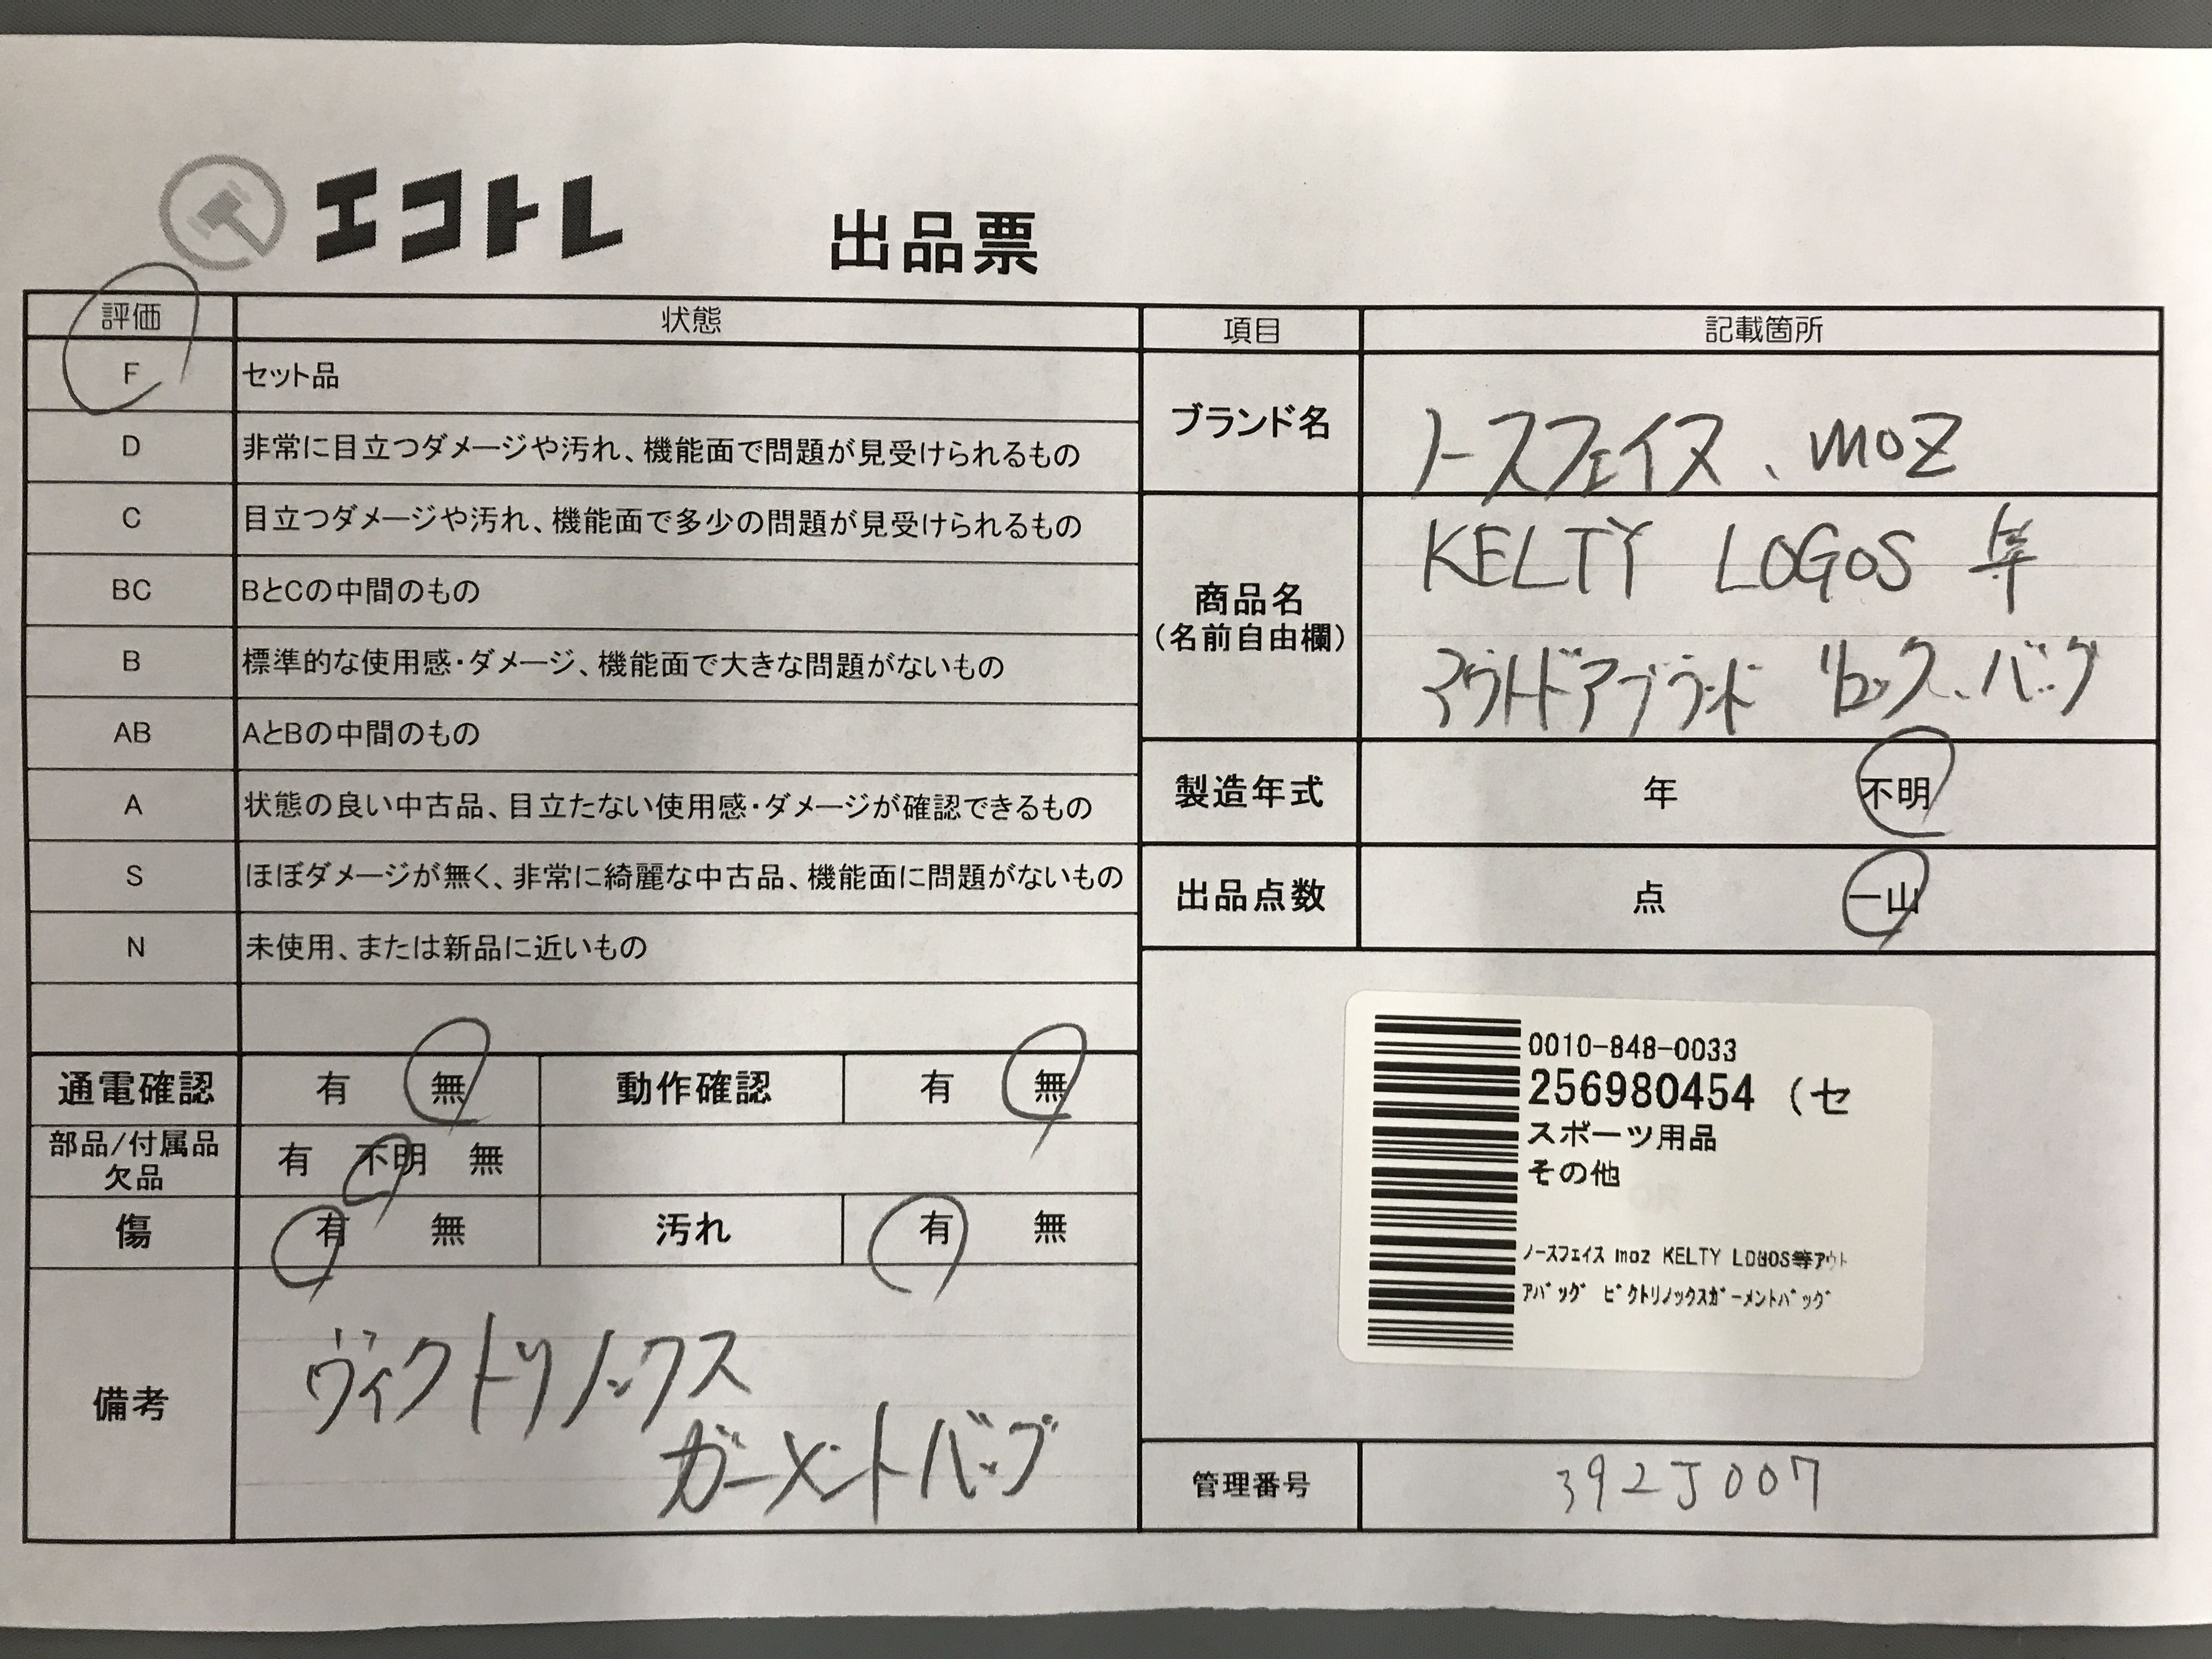 エコトレ 出品票
評価 状態
F セット品
D 非常に目立つダメージや汚れ、機能面で問題が見受けられるもの
C 目立つダメージや汚れ、機能面で多少の問題が見受けられるもの
BC BとCの中間のもの
B 標準的な使用感・ダメージ、機能面で大きな問題がないもの
AB AとBの中間のもの
A 状態の良い中古品、目立たない使用感・ダメージが確認できるもの
S ほぼダメージが無く、非常に綺麗な中古品、機能面に問題がないもの
N 未使用、または新品に近いもの
通電確認 有 無 動作確認 有 無
部品/付属品
欠品 有 不明 無
傷 有 無 汚れ 有 無
備考
ヴィクトリノックス
ガーメントバッグ
項目 記載箇所
ブランド名 ノースフェイス、moz
商品名
(名前自由欄)
KELTY LOGOS 等
アウトドアブランド リュック、バッグ
製造年式 年 不明
出品点数 点 一山
0010-848-0033
256980454 (セ
スポーツ用品
その他
ノースフェイス moz KELTY LOGOS等アウト
アバッグ ビクトリノックスガーメントバッグ
管理番号 392J007